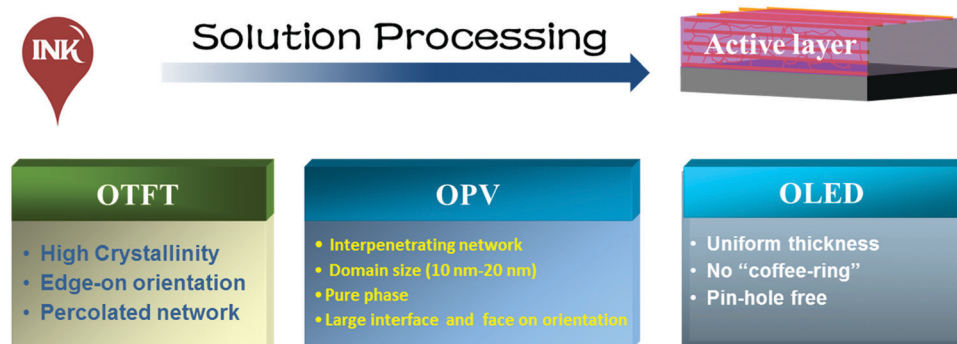 INK
Solution Processing
Active layer
OTFT
• High Crystallinity
• Edge-on orientation
• Percolated network
OPV
• Interpenetrating network
• Domain size (10 nm-20 nm)
• Pure phase
• Large interface and face on orientation
OLED
• Uniform thickness
• No “coffee-ring”
• Pin-hole free